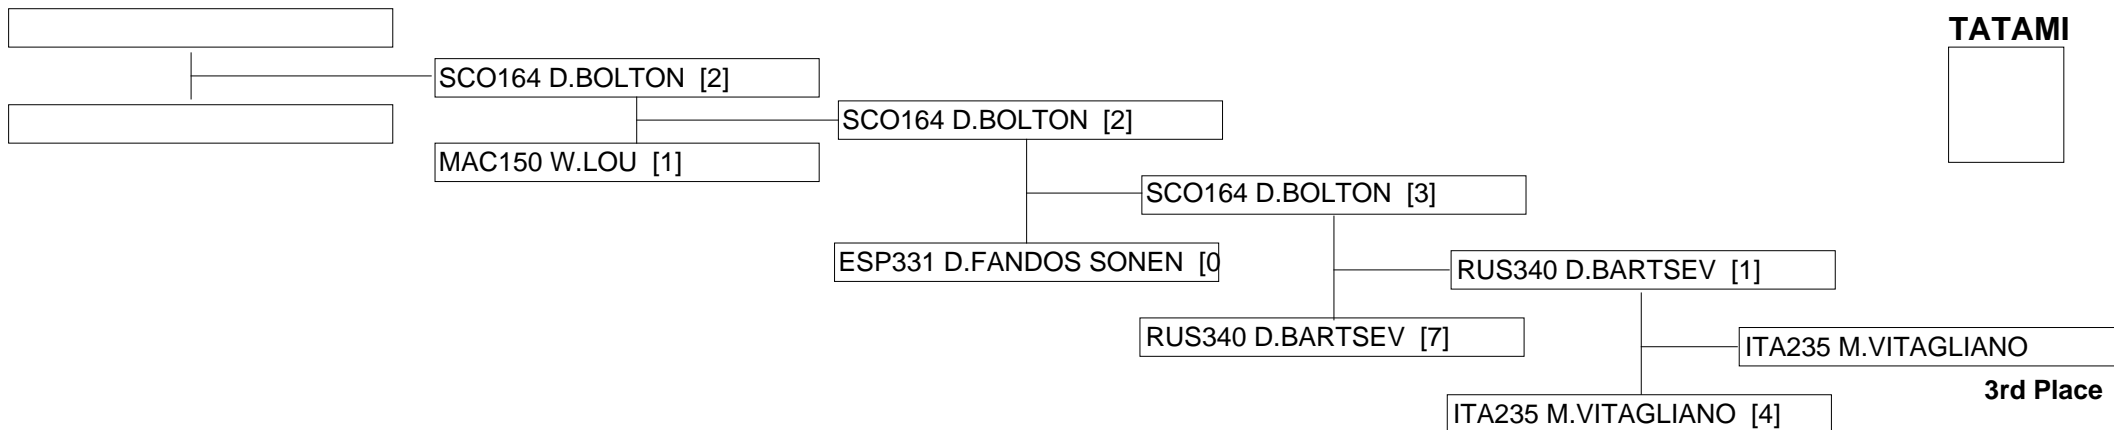 TATAMI
SCO164 D.BOLTON [2]
SCO164 D.BOLTON [2]
MAC150 W.LOU [1]
SCO164 D.BOLTON [3]
ESP331 D.FANDOS SONEN [0
RUS340 D.BARTSEV [1]
RUS340 D.BARTSEV [7]
ITA235 M.VITAGLIANO
3rd Place
ITA235 M.VITAGLIANO [4]